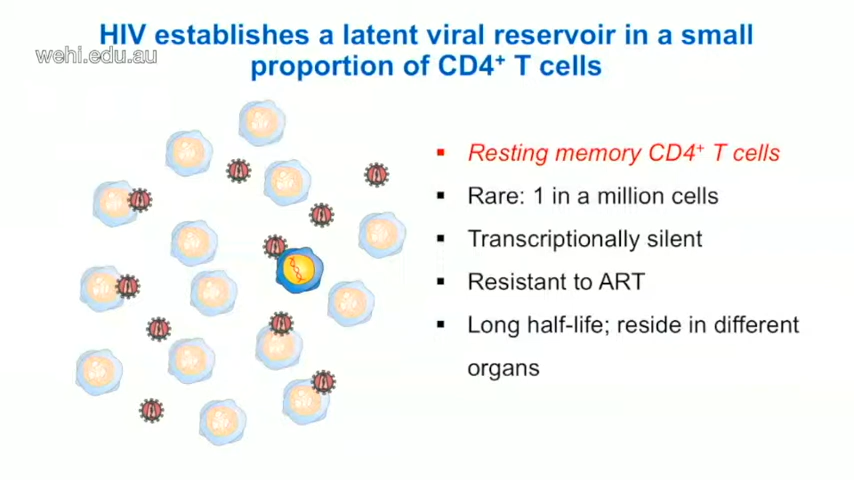 HIV establishes a latent viral reservoir in a small
wehi.edu.au
proportion of CD4⁺ T cells
▪ Resting memory CD4⁺ T cells
▪ Rare: 1 in a million cells
▪ Transcriptionally silent
▪ Resistant to ART
▪ Long half-life; reside in different
organs